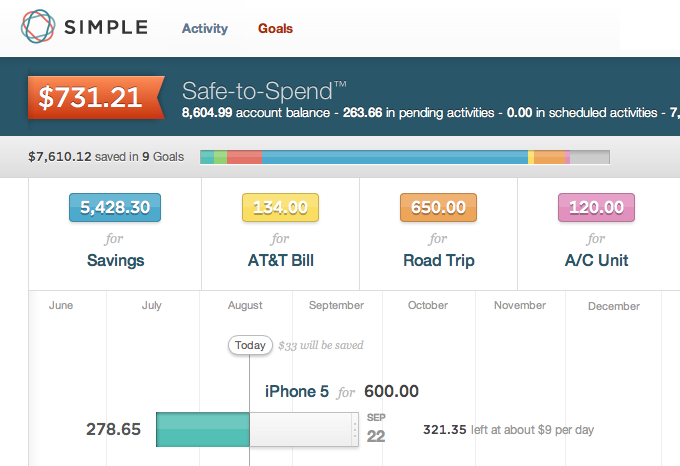 SIMPLE Activity Goals
$731.21 Safe-to-Spend™
8,604.99 account balance - 263.66 in pending activities - 0.00 in scheduled activities - 7,
$7,610.12 saved in 9 Goals
5,428.30 134.00 650.00 120.00
for for for for
Savings AT&T Bill Road Trip A/C Unit
June July August September October November December
Today $33 will be saved
iPhone 5 for 600.00
278.65 SEP 22 321.35 left at about $9 per day